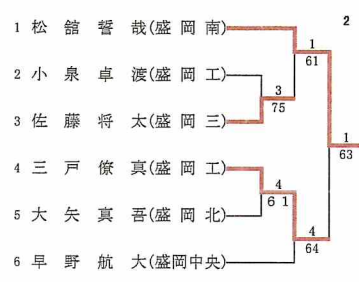 2
1 松舘誓哉(盛岡南)
1
61
2 小泉卓渡(盛岡工)
3
75
3 佐藤将太(盛岡三)
1
63
4 三戸僚真(盛岡工)
4
6 1
5 大矢真吾(盛岡北)
4
64
6 早野航大(盛岡中央)